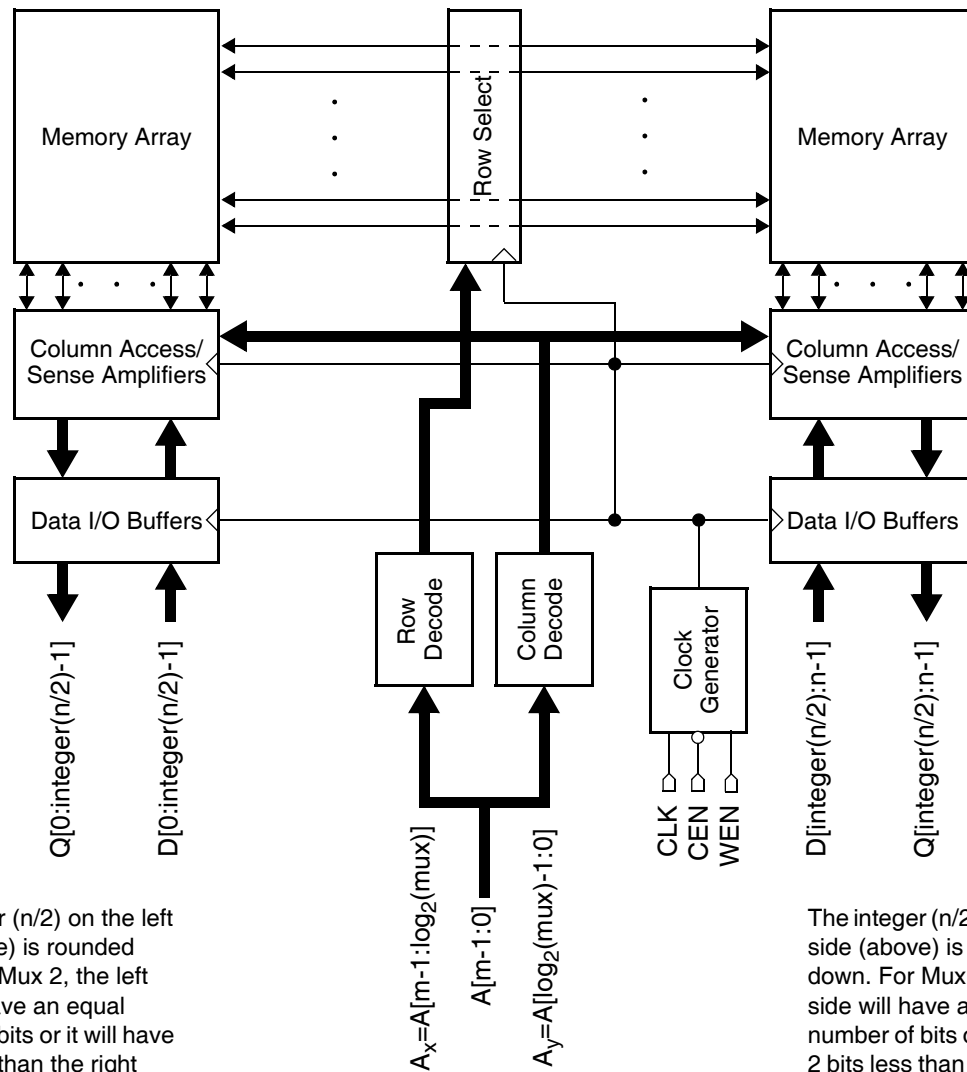 Memory Array
Row Select
Memory Array
Column Access/
Sense Amplifiers
Column Access/
Sense Amplifiers
Data I/O Buffers
Data I/O Buffers
Row
Decode
Column
Decode
Clock
Generator
Q[0:integer(n/2)-1]
D[0:integer(n/2)-1]
Aₓ=A[m-1:log₂(mux)]
A[m-1:0]
Aᵧ=A[log₂(mux)-1:0]
CLK
CEN
WEN
D[integer(n/2):n-1]
Q[integer(n/2):n-1]
r (n/2) on the left
e) is rounded
Mux 2, the left
ave an equal
bits or it will have
than the right
The integer (n/2
side (above) is
down. For Mux
side will have a
number of bits o
2 bits less than